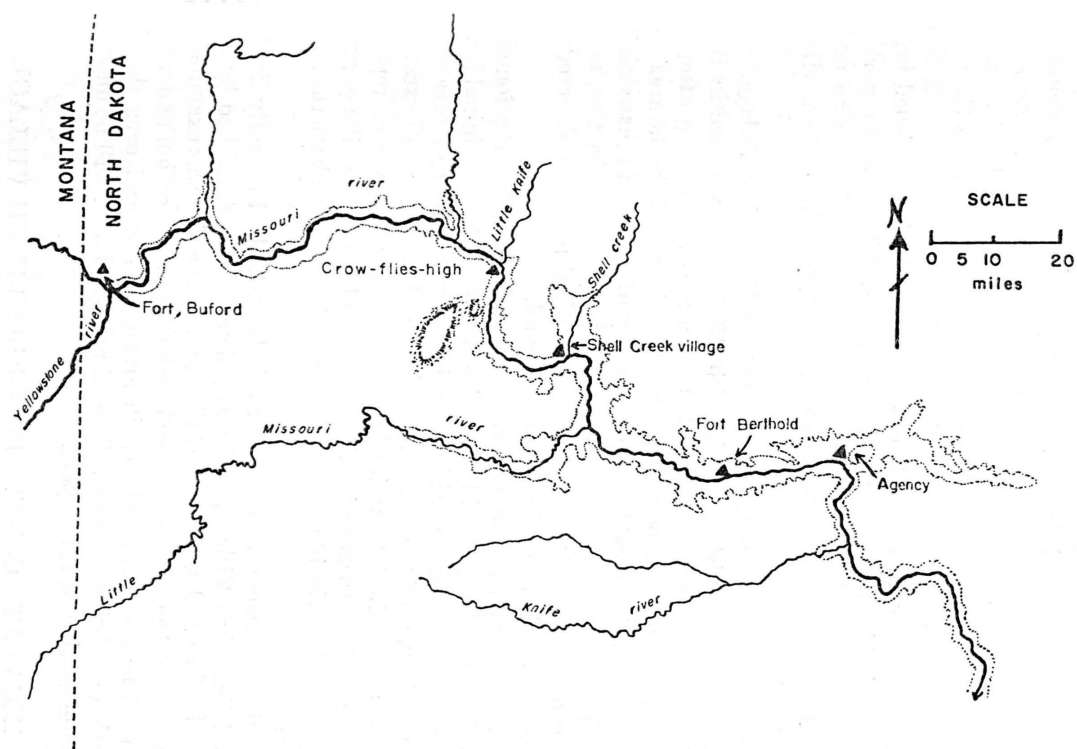 MONTANA
NORTH DAKOTA
Missouri river
Little Knife
Shell creek
N
SCALE
0 5 10 20
miles
Crow-flies-high
Fort, Buford
Yellowstone river
Shell Creek village
Little Missouri river
Fort Berthold
Agency
Knife river